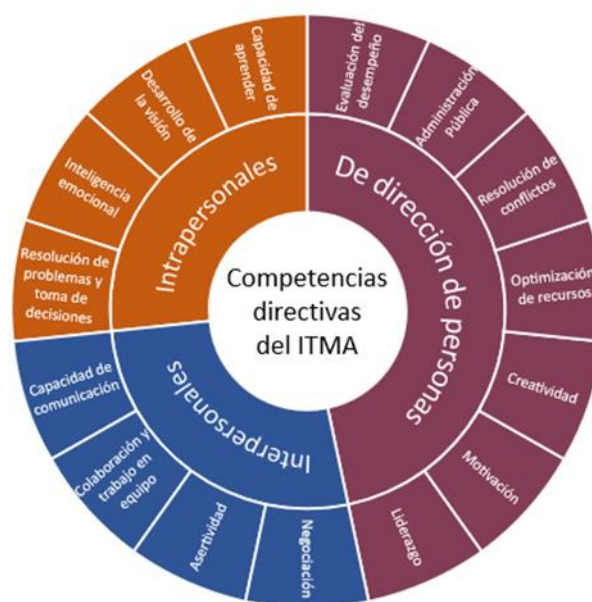 Competencias
directivas
del ITMA
De dirección de personas
Evaluación del
desempeño
Administración
Pública
Resolución de
conflictos
Optimización
de recursos
Creatividad
Motivación
Liderazgo
Interpersonales
Negociación
Asertividad
Colaboración y
trabajo en
equipo
Capacidad de
comunicación
Intrapersonales
Resolución de
problemas y
toma de
decisiones
Inteligencia
emocional
Desarrollo de
la visión
Capacidad de
aprender